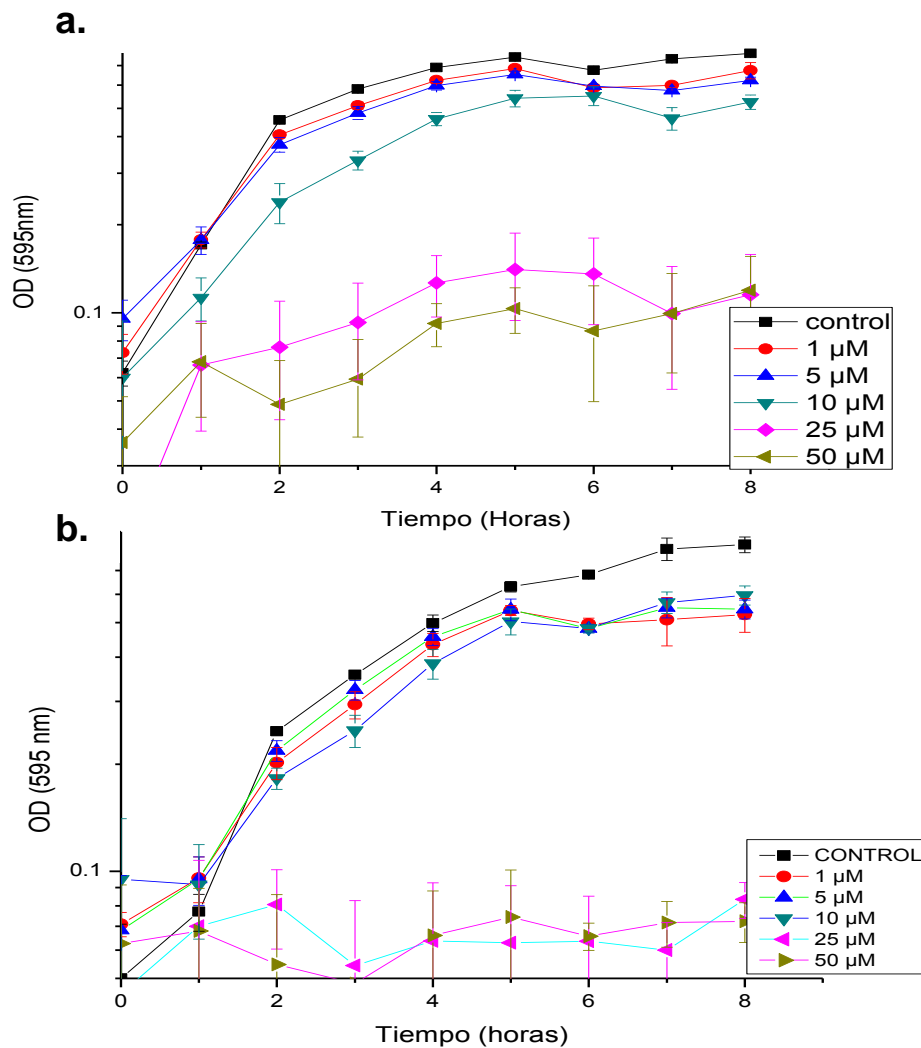 a.
OD (595nm)
0.1
control
1 µM
5 µM
10 µM
25 µM
50 µM
0 2 4 6 8
Tiempo (Horas)
b.
OD (595 nm)
0.1
CONTROL
1 µM
5 µM
10 µM
25 µM
50 µM
0 2 4 6 8
Tiempo (horas)